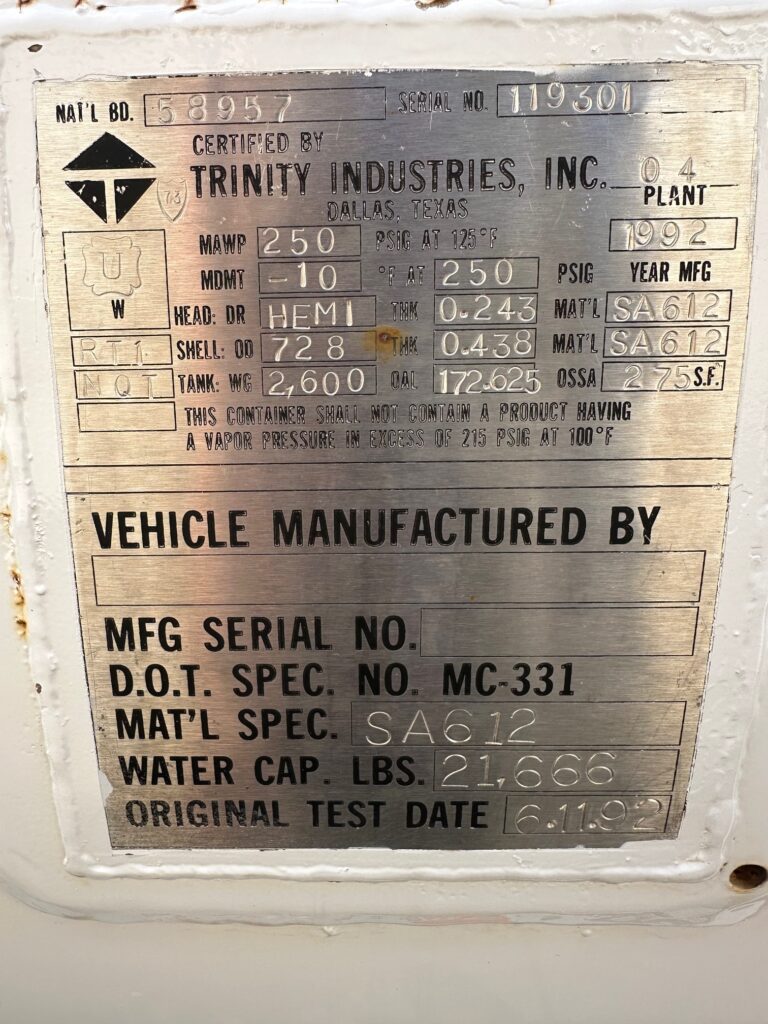 NAT'L BD. 58957 SERIAL NO. 119301
CERTIFIED BY
TRINITY INDUSTRIES, INC. 04
DALLAS, TEXAS PLANT
T 73
MAWP 250 PSIG AT 125°F 1992
U MDMT -10 °F AT 250 PSIG YEAR MFG
W HEAD: DR HEMI THK 0.243 MAT'L SA612
RT1 SHELL: OD 728 THK 0.438 MAT'L SA612
NOT TANK: WG 2,600 OAL 172.625 OSSA 275 S.F.
THIS CONTAINER SHALL NOT CONTAIN A PRODUCT HAVING
A VAPOR PRESSURE IN EXCESS OF 215 PSIG AT 100°F
VEHICLE MANUFACTURED BY
MFG SERIAL NO.
D.O.T. SPEC. NO. MC-331
MAT'L SPEC. SA612
WATER CAP. LBS. 21,666
ORIGINAL TEST DATE 6.11.92